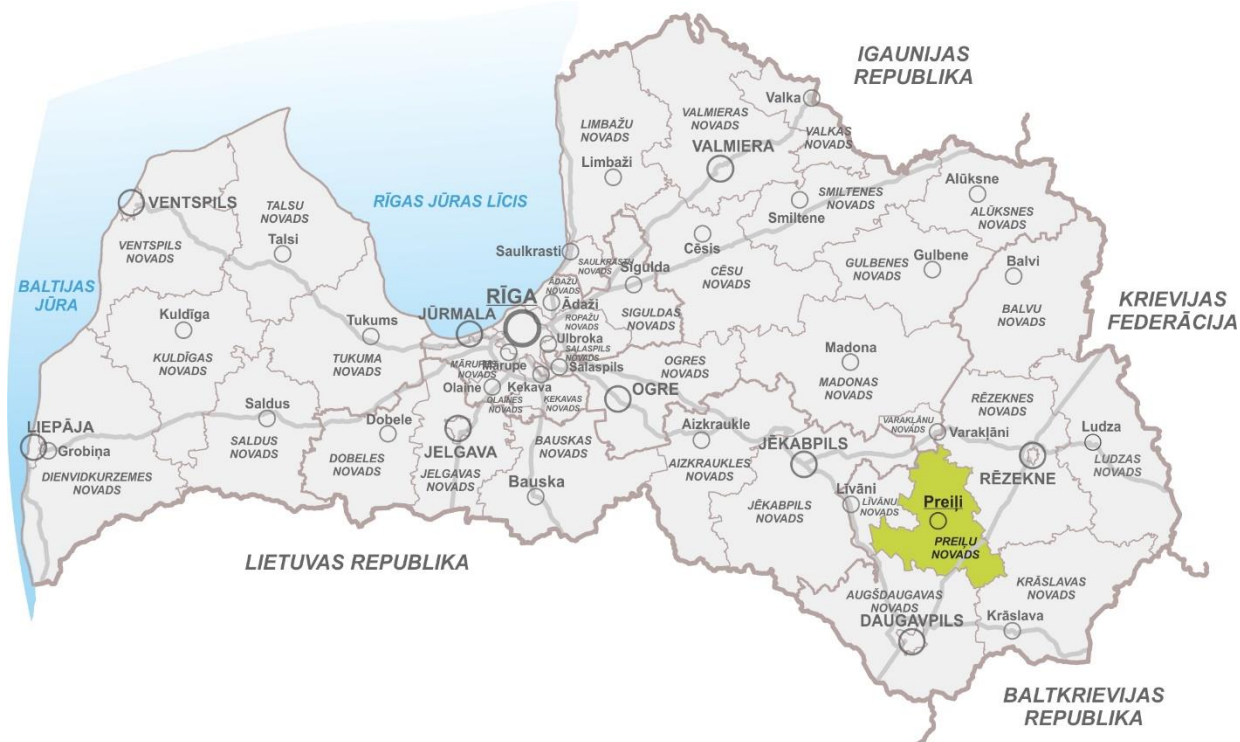 IGAUNIJAS
REPUBLIKA
Valka
LIMBAŽU
NOVADS
VALMIERAS
NOVADS
VALKAS
NOVADS
VALMIERA
Limbaži
SMILTENES
NOVADS
Smiltene
Alūksne
ALŪKSNES
NOVADS
VENTSPILS
TALSU
NOVADS
Talsi
RĪGAS JŪRAS LĪCIS
VENTSPILS
NOVADS
Saulkrasti
SAULKRASTU
NOVADS
Sigulda
Cēsis
CĒSU
NOVADS
GULBENES
NOVADS
Gulbene
Balvi
BALVU
NOVADS
BALTIJAS
JŪRA
KRIEVIJAS
FEDERĀCIJA
RĪGA
ĀDAŽU
NOVADS
Ādaži
JŪRMALA
ROPAŽU
NOVADS
SIGULDAS
NOVADS
Kuldīga
KULDĪGAS
NOVADS
Tukums
TUKUMA
NOVADS
Ulbroka
SALASPILS
NOVADS
Salaspils
MĀRUPES
NOVADS
Mārupe
Olaine
OLAINES
NOVADS
Ķekava
ĶEKAVAS
NOVADS
OGRE
OGRES
NOVADS
Madona
MADONAS
NOVADS
RĒZEKNES
NOVADS
Saldus
SALDUS
NOVADS
Dobele
DOBELES
NOVADS
JELGAVA
JELGAVAS
NOVADS
BAUSKAS
NOVADS
Bauska
Aizkraukle
AIZKRAUKLES
NOVADS
JĒKABPILS
VARAKĻĀNU
NOVADS
Varakļāni
Ludza
LUDZAS
NOVADS
LIEPĀJA
Grobiņa
DIENVIDKURZEMES
NOVADS
RĒZEKNE
Līvāni
LĪVĀNU
NOVADS
JĒKABPILS
NOVADS
Preiļi
PREIĻU
NOVADS
LIETUVAS REPUBLIKA
AUGŠDAUGAVAS
NOVADS
DAUGAVPILS
KRĀSLAVAS
NOVADS
Krāslava
BALTKRIEVIJAS
REPUBLIKA